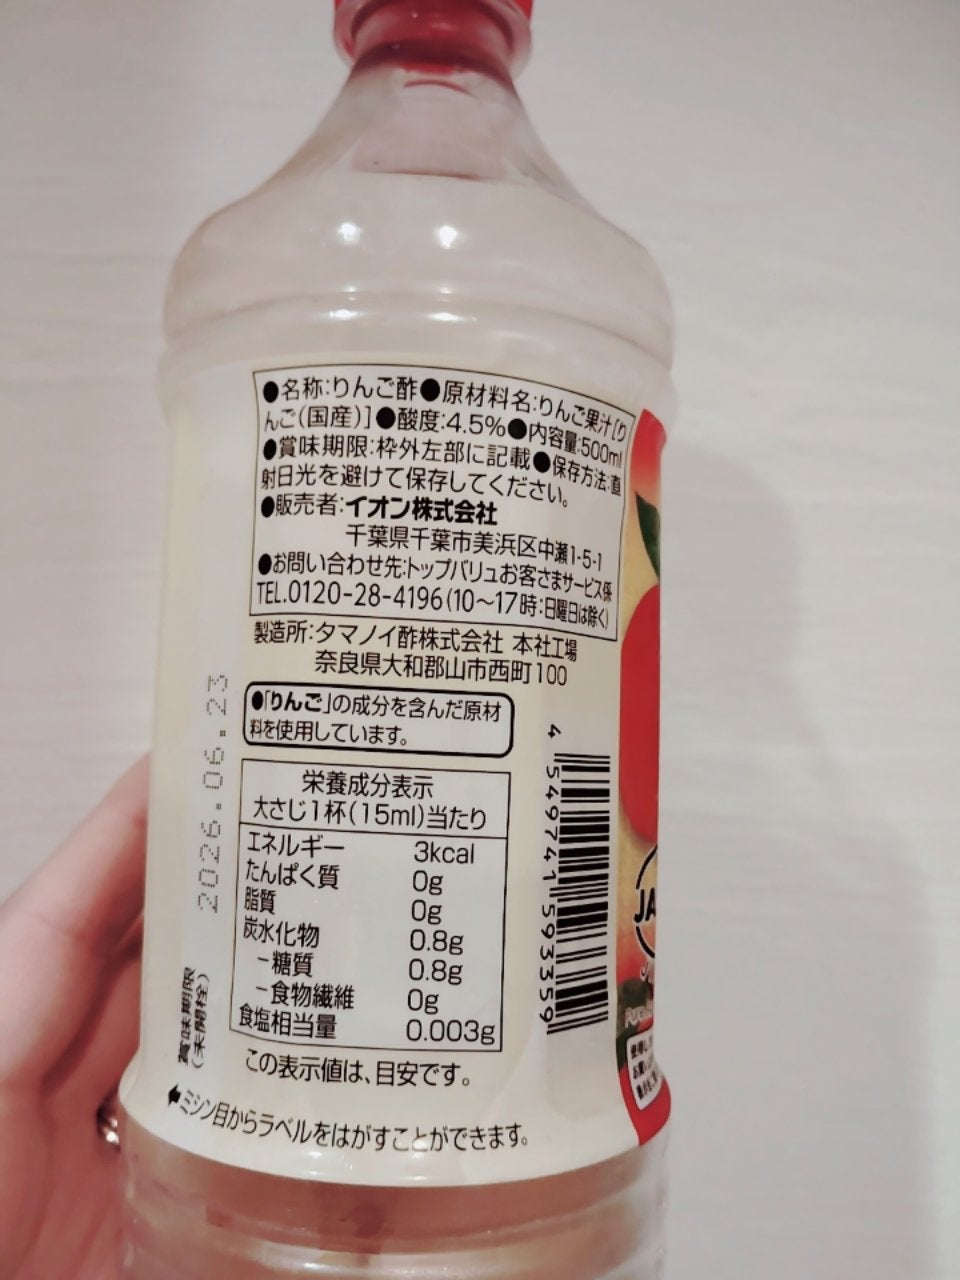 ●名称:りんご酢●原材料名:りんご果汁[り
んご(国産)]●酸度:4.5%●内容量:500ml
●賞味期限:枠外左部に記載●保存方法:直
射日光を避けて保存してください。
●販売者:イオン株式会社
千葉県千葉市美浜区中瀬1-5-1
●お問い合わせ先:トップバリュお客さまサービス係
TEL.0120-28-4196(10〜17時:日曜日は除く)
製造所:タマノイ酢株式会社 本社工場
奈良県大和郡山市西町100
●「りんご」の成分を含んだ原材
料を使用しています。
栄養成分表示
大さじ1杯(15ml)当たり
エネルギー 3kcal
たんぱく質 0g
脂質 0g
炭水化物 0.8g
-糖質 0.8g
-食物繊維 0g
食塩相当量 0.003g
この表示値は、目安です。
ミシン目からラベルをはがすことができます。
賞味期限
(未開栓)
2026.06.23
4 549741 593359
JA